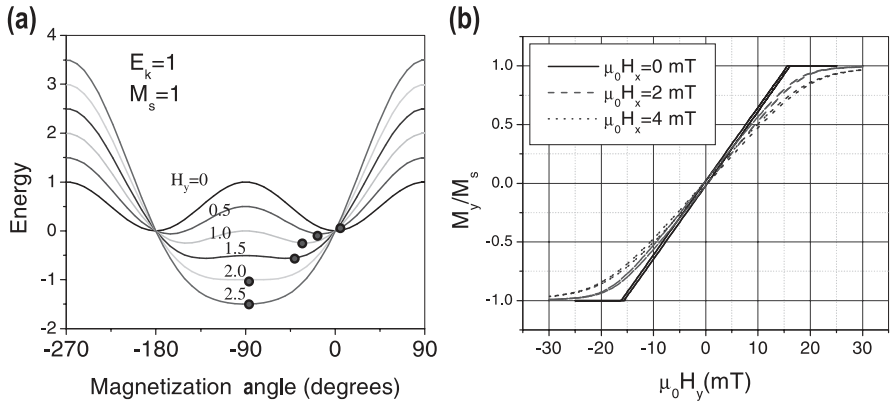 (a)
E_k=1
M_s=1
H_y=0
0.5
1.0
1.5
2.0
2.5
Energy
4
3
2
1
0
-1
-2
-270
-180
-90
0
90
Magnetization angle (degrees)
(b)
μ₀Hₓ=0 mT
μ₀Hₓ=2 mT
μ₀Hₓ=4 mT
M_y/M_s
1.0
0.5
0.0
-0.5
-1.0
-30
-20
-10
0
10
20
30
μ₀H_y(mT)